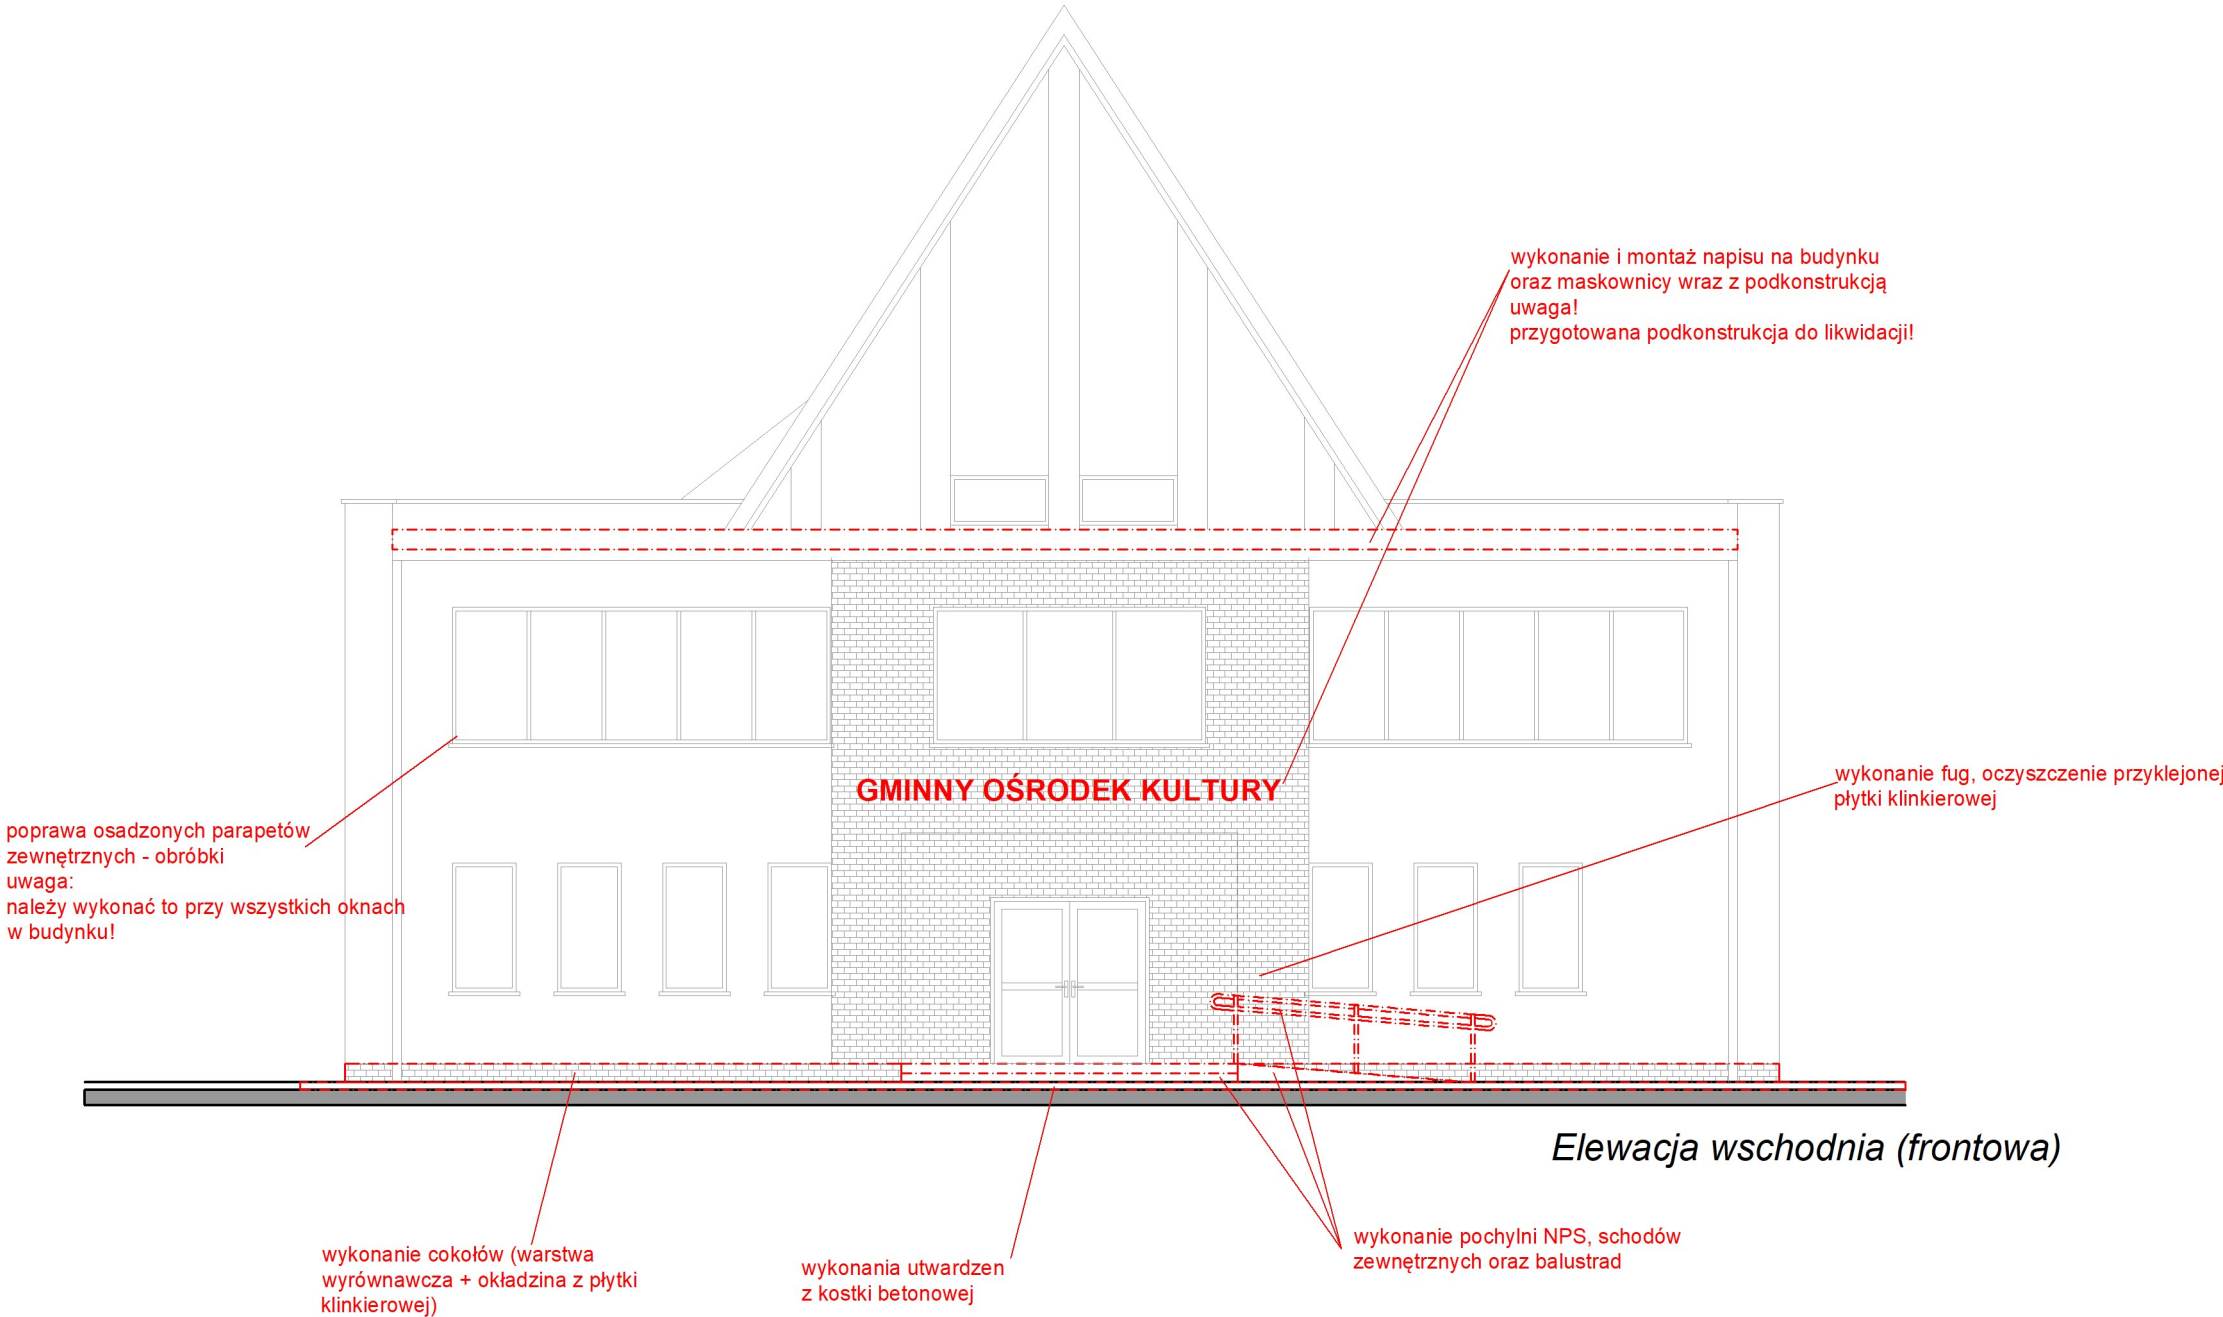 wykonanie i montaż napisu na budynku
oraz maskownicy wraz z podkonstrukcją
uwaga!
przygotowana podkonstrukcja do likwidacji!
GMINNY OŚRODEK KULTURY
wykonanie fug, oczyszczenie przyklejonej
płytki klinkierowej
poprawa osadzonych parapetów
zewnętrznych - obróbki
uwaga:
należy wykonać to przy wszystkich oknach
w budynku!
Elewacja wschodnia (frontowa)
wykonanie cokołów (warstwa
wyrównawcza + okładzina z płytki
klinkierowej)
wykonania utwardzen
z kostki betonowej
wykonanie pochylni NPS, schodów
zewnętrznych oraz balustrad